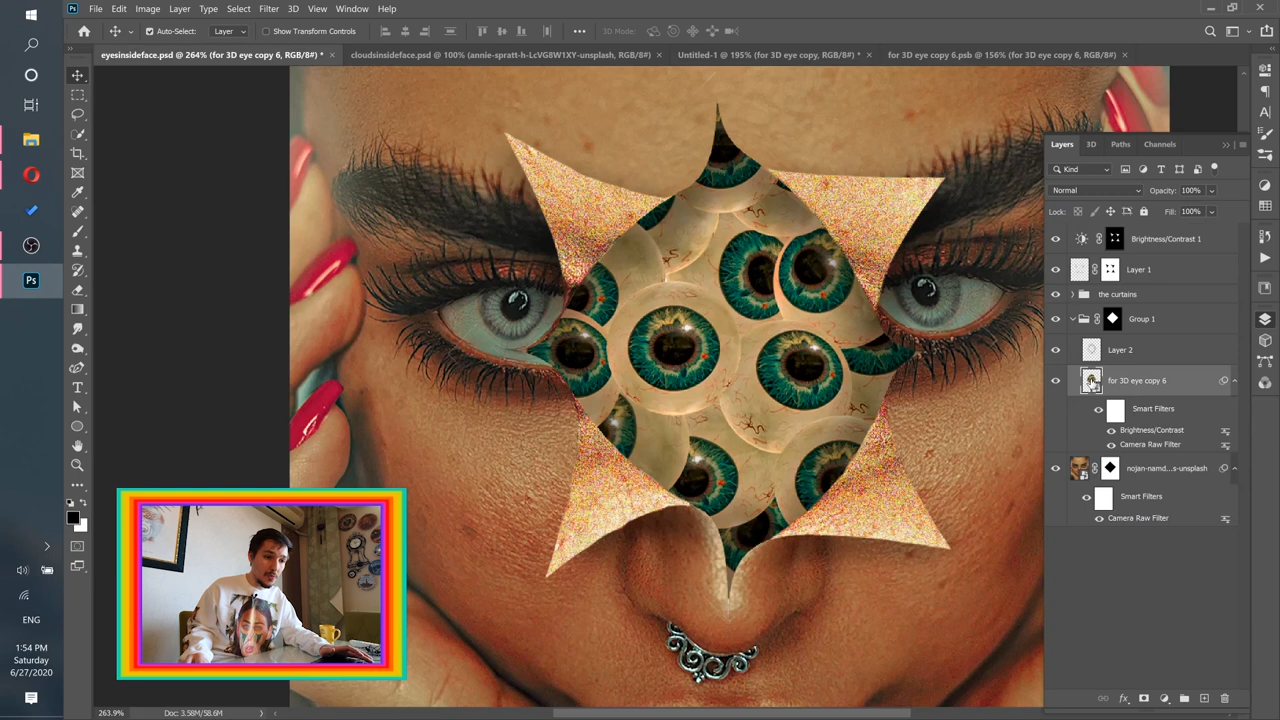 File Edit Image Layer Type Select Filter 3D View Window Help
Auto-Select: Layer Show Transform Controls 3D Mode:
eyesinsideface.psd @ 264% (for 3D eye copy 6, RGB/8#) * × cloudsinsideface.psd @ 100% (annie-spratt-h-LcVG8W1XY-unsplash, RGB/8#) × Untitled-1 @ 195% (for 3D eye copy, RGB/8#) * × for 3D eye copy 6.psb @ 156% (for 3D eye copy 6, RGB/8#) ×
Layers 3D Paths Channels
Kind
Normal Opacity: 100%
Lock: Fill: 100%
Brightness/Contrast 1
Layer 1
the curtains
Group 1
Layer 2
for 3D eye copy 6
Smart Filters
Brightness/Contrast
Camera Raw Filter
nojan-namd...s-unsplash
Smart Filters
Camera Raw Filter
Ps
ENG
1:54 PM
Saturday
6/27/2020
263.9% Doc: 3.58M/58.6M